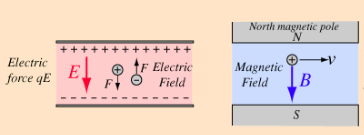 Electric
force qE
+ + + + + + + + + + + + + +
E
F
F
Electric
Field
+
−
− − − − − − − − − − − − − −
North magnetic pole
N
Magnetic
Field
+
v
B
S